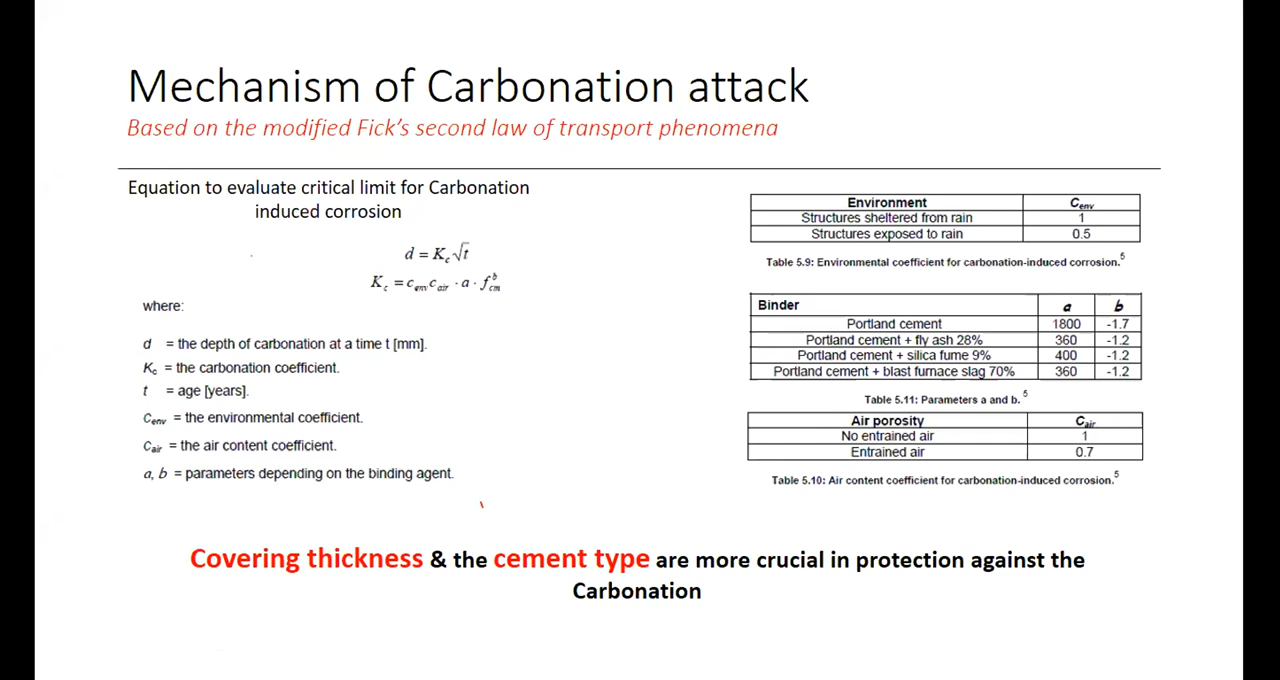 Mechanism of Carbonation attack
Based on the modified Fick's second law of transport phenomena
Equation to evaluate critical limit for Carbonation
induced corrosion
d = K_c √t
K_c = c_env c_air · a · f_cm^b
where:
d = the depth of carbonation at a time t [mm].
K_c = the carbonation coefficient.
t = age [years].
C_env = the environmental coefficient.
C_air = the air content coefficient.
a, b = parameters depending on the binding agent.
Environment C_env
Structures sheltered from rain 1
Structures exposed to rain 0.5
Table 5.9: Environmental coefficient for carbonation-induced corrosion.5
Binder a b
Portland cement 1800 -1.7
Portland cement + fly ash 28% 360 -1.2
Portland cement + silica fume 9% 400 -1.2
Portland cement + blast furnace slag 70% 360 -1.2
Table 5.11: Parameters a and b. 5
Air porosity C_air
No entrained air 1
Entrained air 0.7
Table 5.10: Air content coefficient for carbonation-induced corrosion.5
Covering thickness & the cement type are more crucial in protection against the
Carbonation